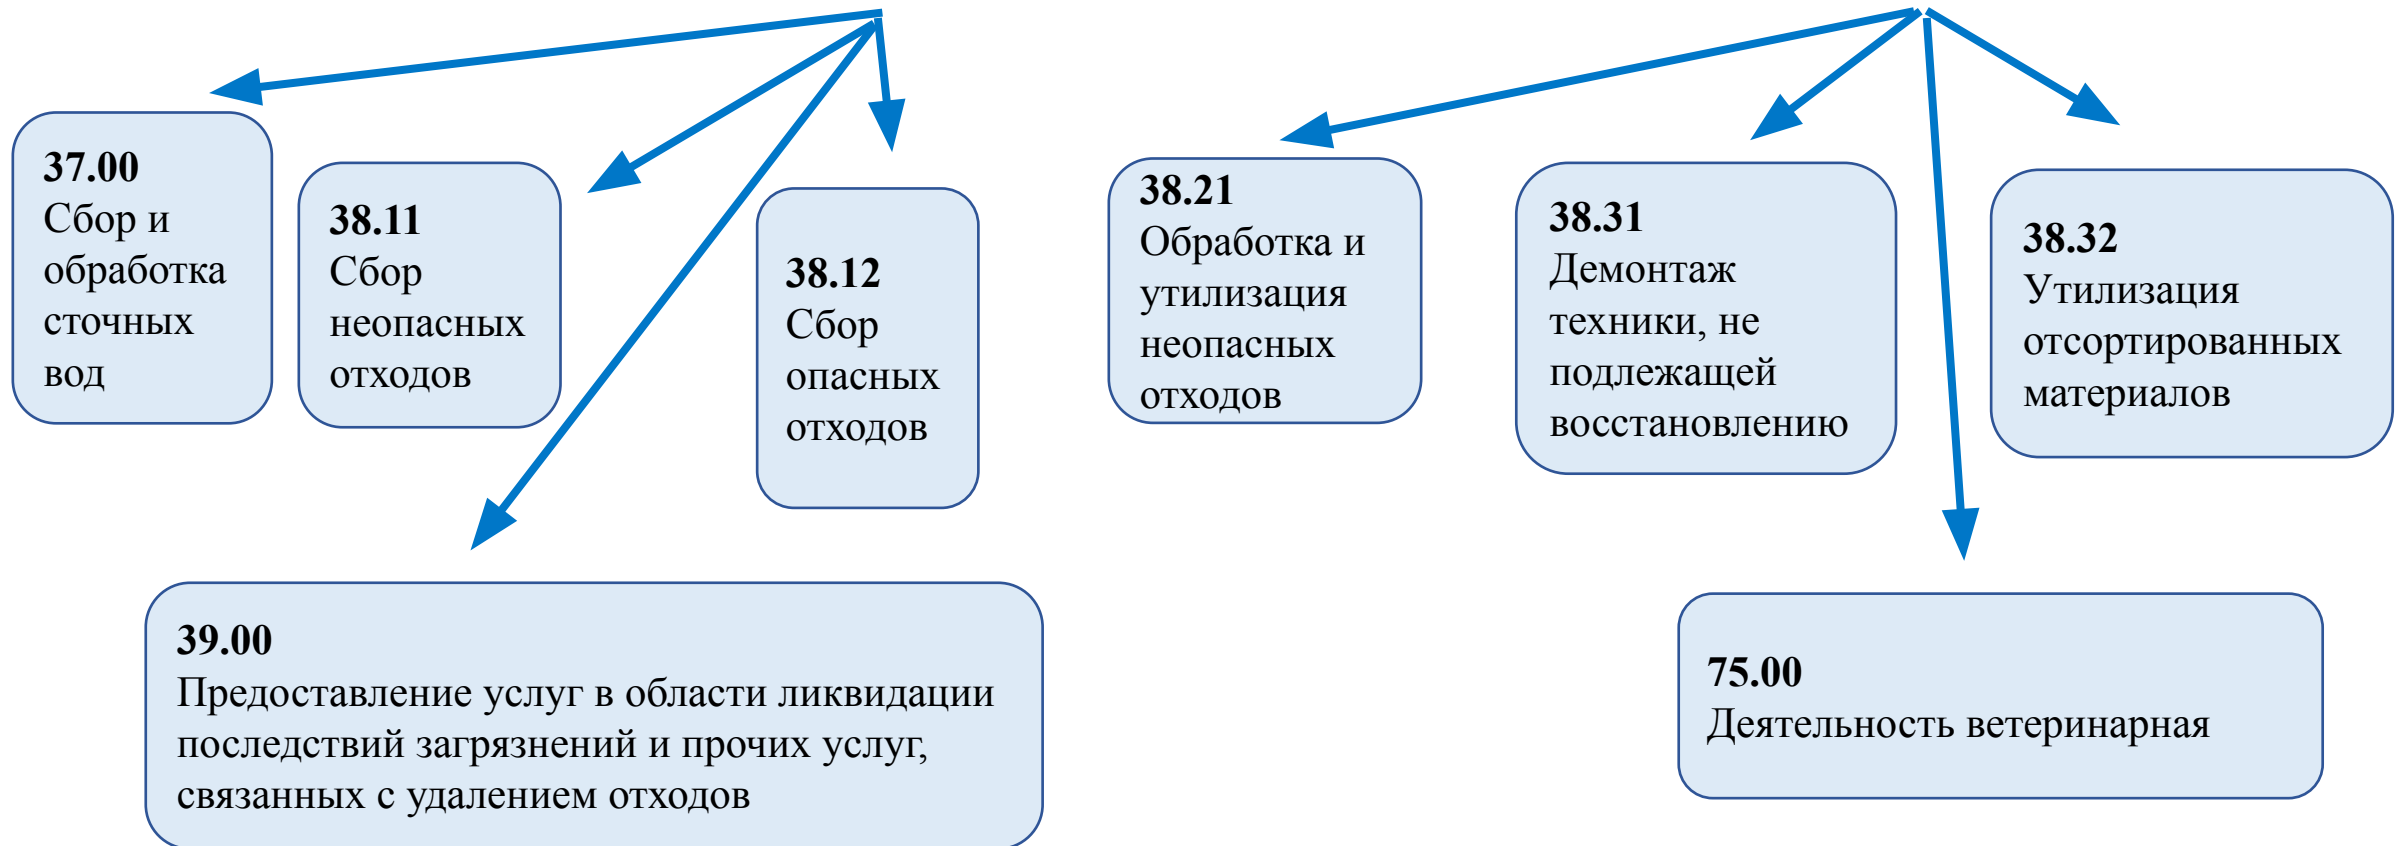 37.00
Сбор и
обработка
сточных
вод
38.11
Сбор
неопасных
отходов
38.12
Сбор
опасных
отходов
39.00
Предоставление услуг в области ликвидации
последствий загрязнений и прочих услуг,
связанных с удалением отходов
38.21
Обработка и
утилизация
неопасных
отходов
38.31
Демонтаж
техники, не
подлежащей
восстановлению
38.32
Утилизация
отсортированных
материалов
75.00
Деятельность ветеринарная